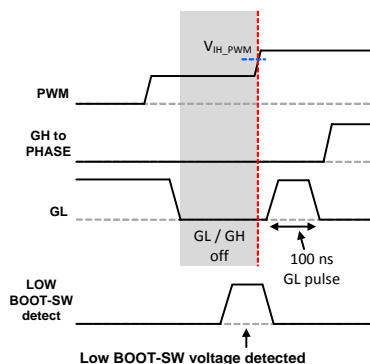 V_IH_PWM
PWM
GH to
PHASE
GL
GL / GH
off
100 ns
GL pulse
LOW
BOOT-SW
detect
Low BOOT-SW voltage detected